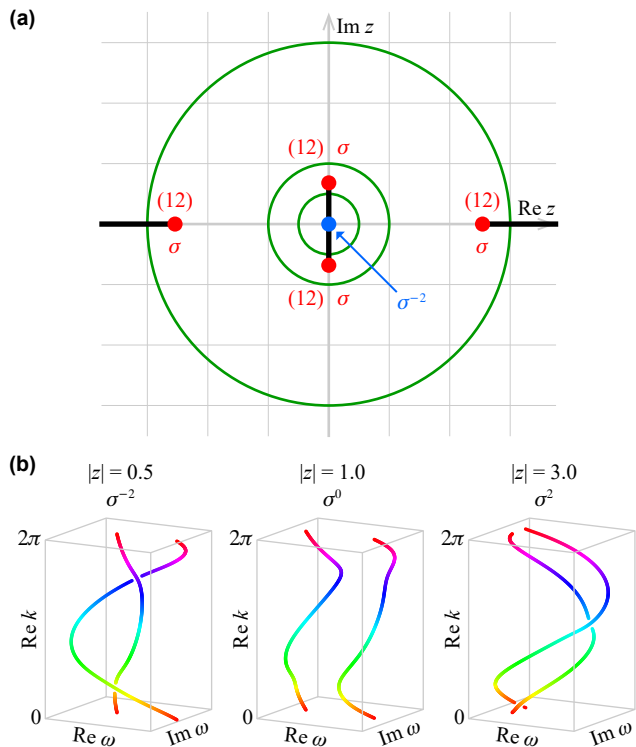 (a)
Im z
(12) σ
(12)
(12)
Re z
σ
σ
(12) σ
σ⁻²
(b)
|z| = 0.5
|z| = 1.0
|z| = 3.0
σ⁻²
σ⁰
σ²
2π
2π
2π
Re k
Re k
Re k
0
0
0
Re ω
Im ω
Re ω
Im ω
Re ω
Im ω